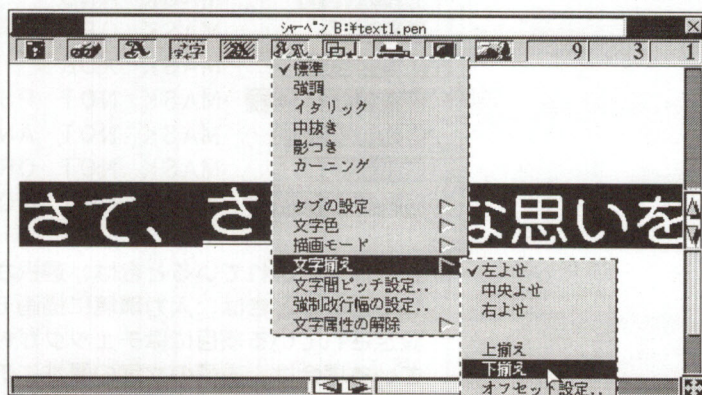 シャーペン B:¥text1.pen
9 3 1
✓標準
強調
イタリック
中抜き
影つき
カーニング
さて、さ
な思いを
タブの設定
文字色
描画モード
文字揃え
文字間ピッチ設定..
強制改行幅の設定..
文字属性の解除
✓左よせ
中央よせ
右よせ
上揃え
下揃え
オフセット設定..